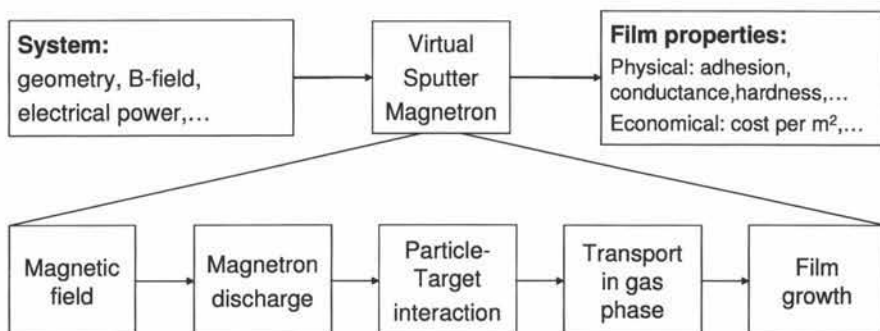 System:
geometry, B-field,
electrical power,...
Virtual
Sputter
Magnetron
Film properties:
Physical: adhesion,
conductance,hardness,...
Economical: cost per m²,...
Magnetic
field
Magnetron
discharge
Particle-
Target
interaction
Transport
in gas
phase
Film
growth